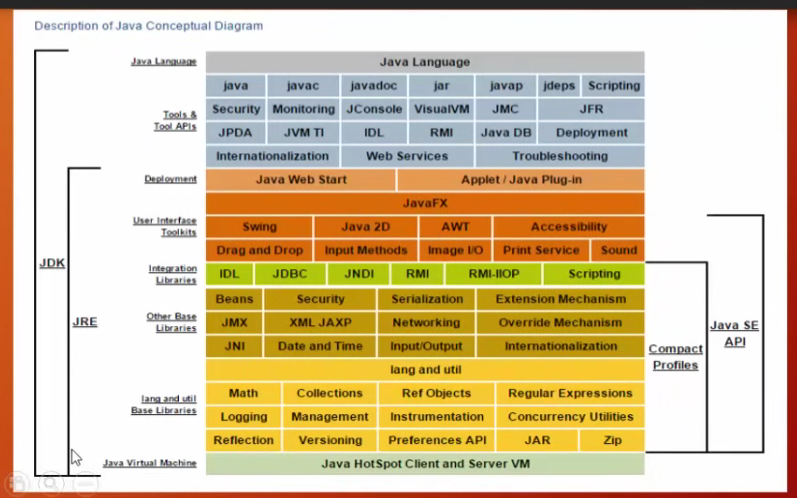 Description of Java Conceptual Diagram
Java Language Java Language
java javac javadoc jar javap jdeps Scripting
Tools & Tool APIs Security Monitoring JConsole VisualVM JMC JFR
JPDA JVM TI IDL RMI Java DB Deployment
Internationalization Web Services Troubleshooting
Deployment Java Web Start Applet / Java Plug-in
JavaFX
User Interface Toolkits Swing Java 2D AWT Accessibility
Drag and Drop Input Methods Image I/O Print Service Sound
JDK
Integration Libraries IDL JDBC JNDI RMI RMI-IIOP Scripting
Beans Security Serialization Extension Mechanism
JRE Other Base Libraries JMX XML JAXP Networking Override Mechanism Java SE API
JNI Date and Time Input/Output Internationalization Compact Profiles
lang and util
Math Collections Ref Objects Regular Expressions
lang and util Base Libraries Logging Management Instrumentation Concurrency Utilities
Reflection Versioning Preferences API JAR Zip
Java Virtual Machine Java HotSpot Client and Server VM